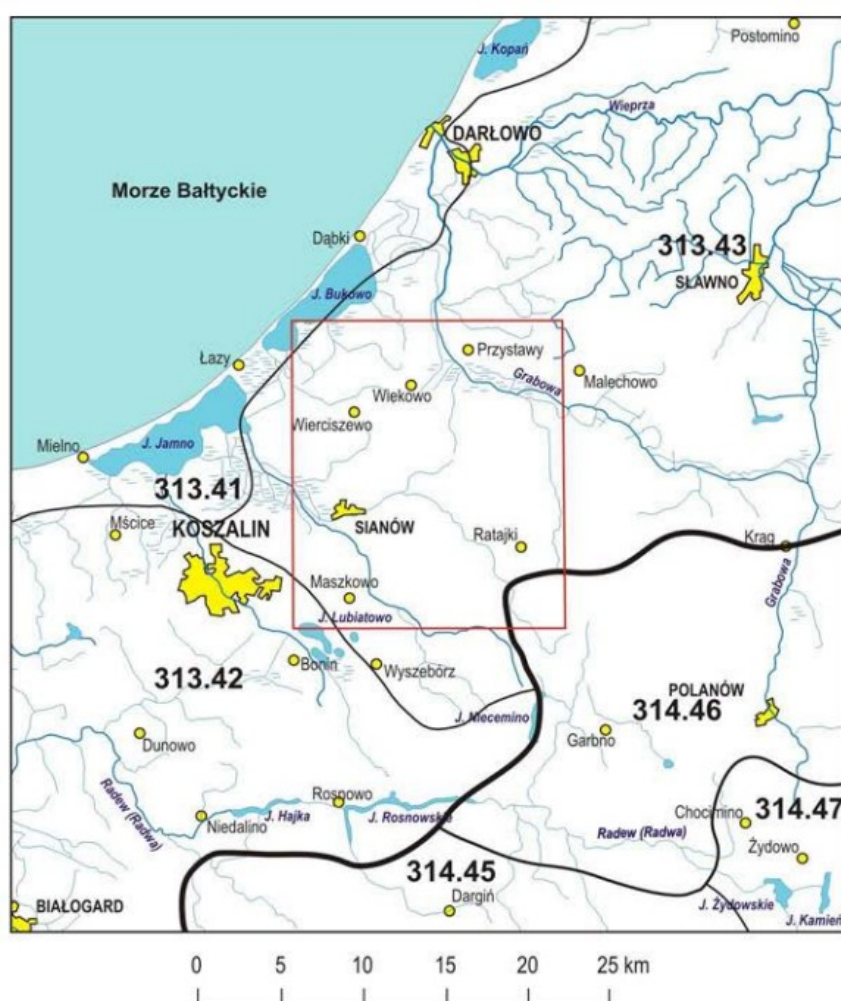 J. Kopań
Postomino
Wieprza
DARŁOWO
Morze Bałtyckie
Dąbki
313.43
SŁAWNO
J. Bukowo
Łazy
Przystawy
Grabowa
Malechowo
Wiekowo
Wierciszewo
Mielno
J. Jamno
313.41
Mścice
KOSZALIN
SIANÓW
Ratajki
Krąg
Maszkowo
J. Lubiatowo
Grabowa
Bonin
Wyszebórz
313.42
POLANÓW
314.46
J. Niecemino
Garbno
Dunowo
Radew (Radwa)
Rosnowo
J. Hajka
J. Rosnowskie
Niedalino
Chocimino
314.47
Radew (Radwa)
Żydowo
314.45
Dargiń
BIAŁOGARD
J. Żydowskie
J. Kamień
0 5 10 15 20 25 km